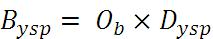 B_ysp = O_b × D_ysp